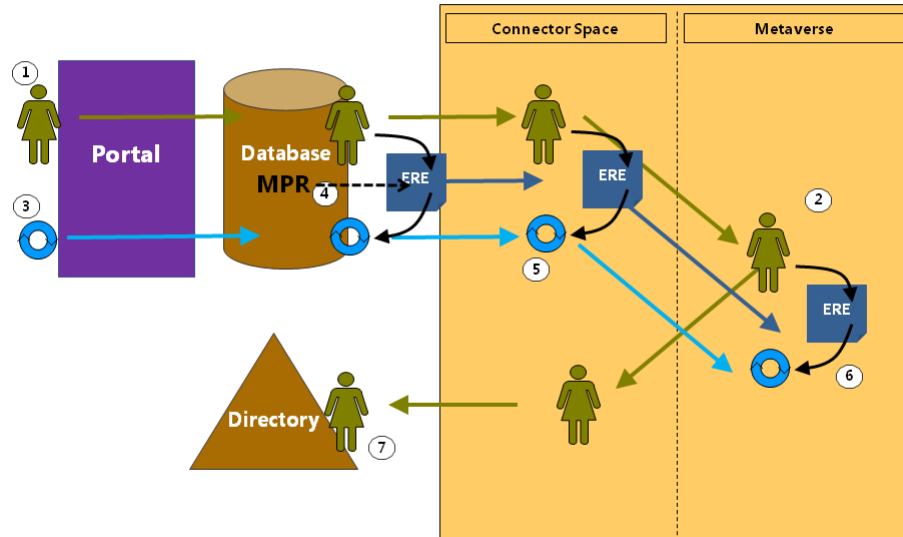 Connector Space
Metaverse
1
Portal
Database
MPR
4
ERE
ERE
3
2
5
ERE
6
Directory
7